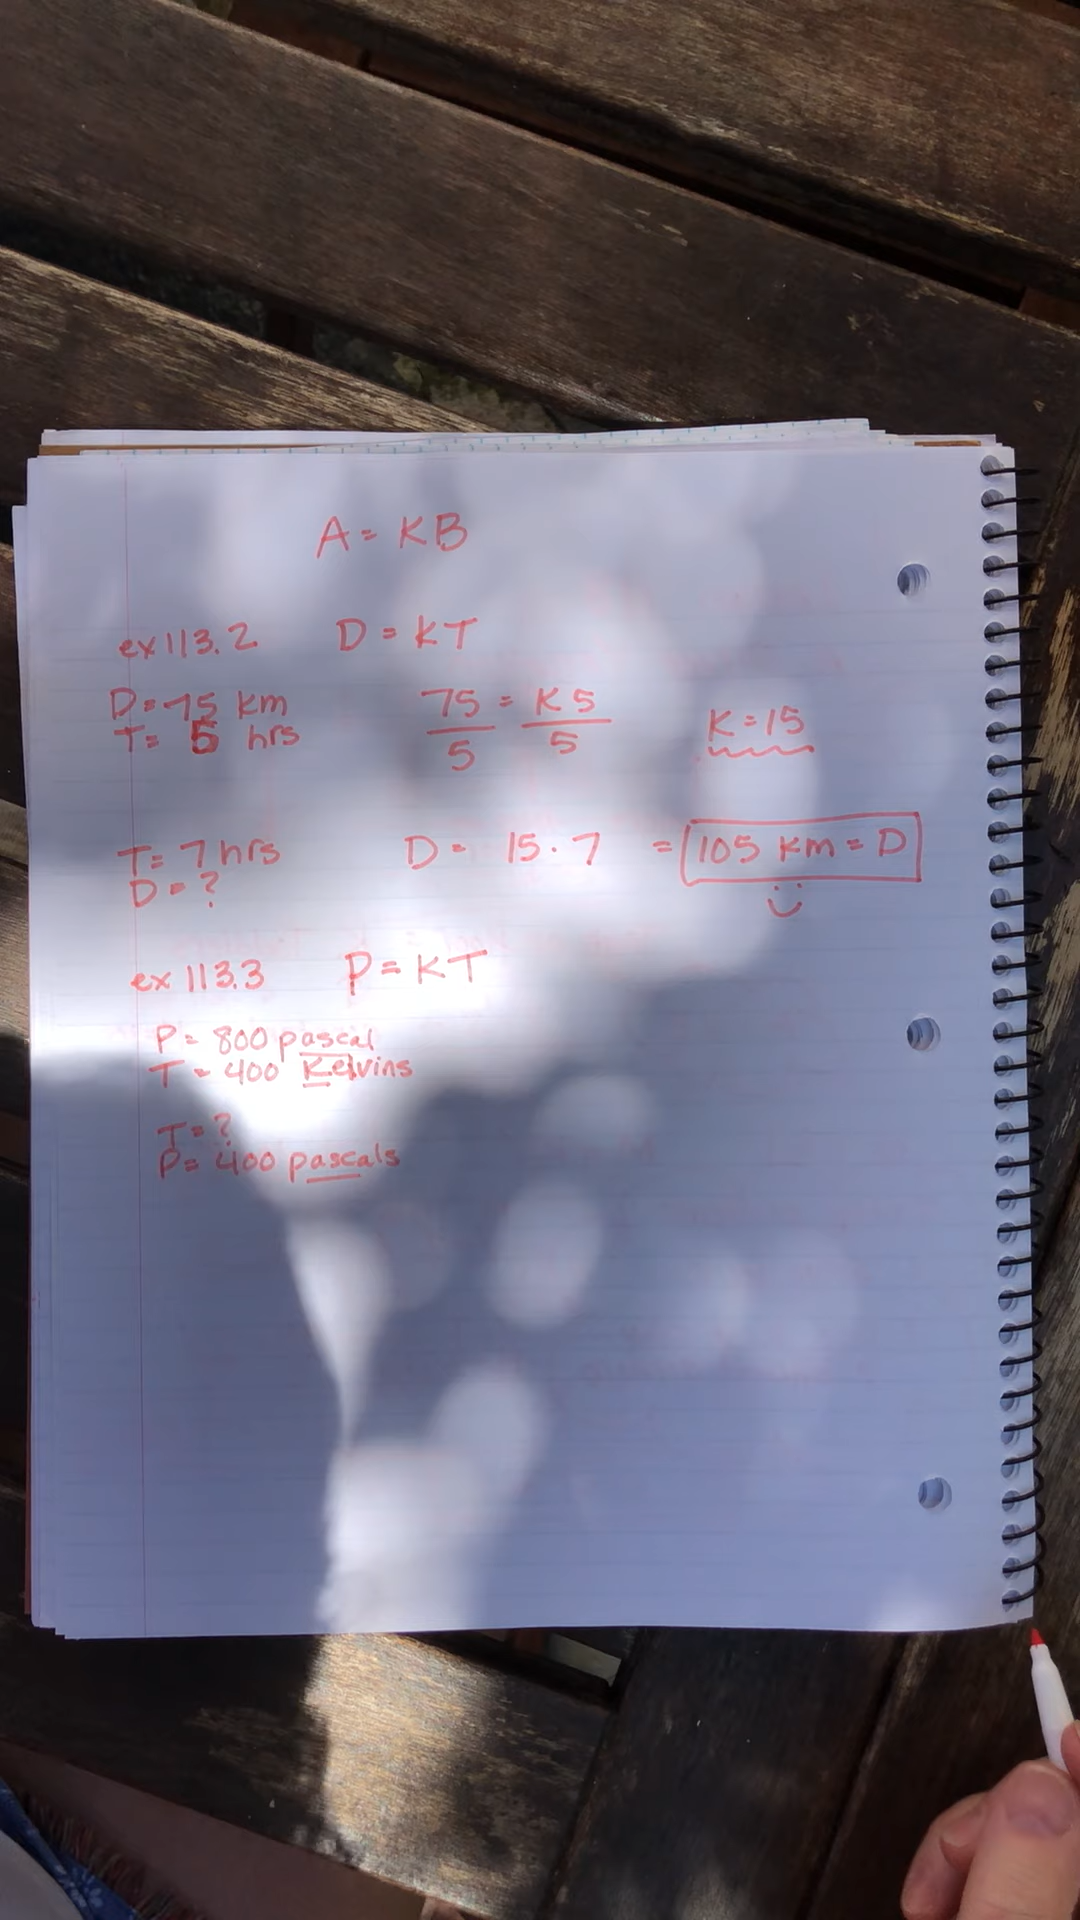 A = KB
ex 113.2 D = KT
D = 75 km 75 = K5
T = 5 hrs 5 5 K = 15
T = 7 hrs D = 15 · 7 = 105 km = D
D = ?
ex 113.3 P = KT
P = 800 pascal
T = 400 Kelvins
T = ?
P = 400 pascals